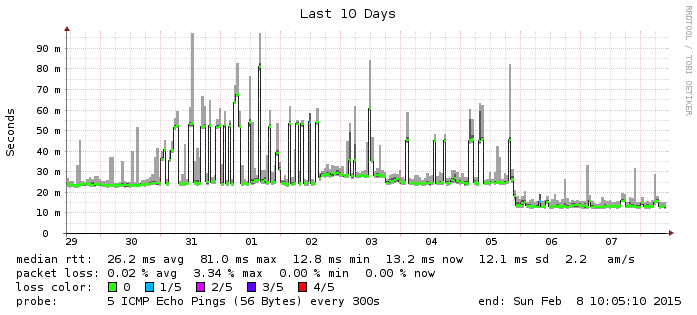 Last 10 Days
RRDTOOL / TOBI OETIKER
Seconds
90 m
80 m
70 m
60 m
50 m
40 m
30 m
20 m
10 m
0
29 30 31 01 02 03 04 05 06 07
median rtt: 26.2 ms avg 81.0 ms max 12.8 ms min 13.2 ms now 12.1 ms sd 2.2 am/s
packet loss: 0.02 % avg 3.34 % max 0.00 % min 0.00 % now
loss color: 0 1/5 2/5 3/5 4/5
probe: 5 ICMP Echo Pings (56 Bytes) every 300s end: Sun Feb 8 10:05:10 2015